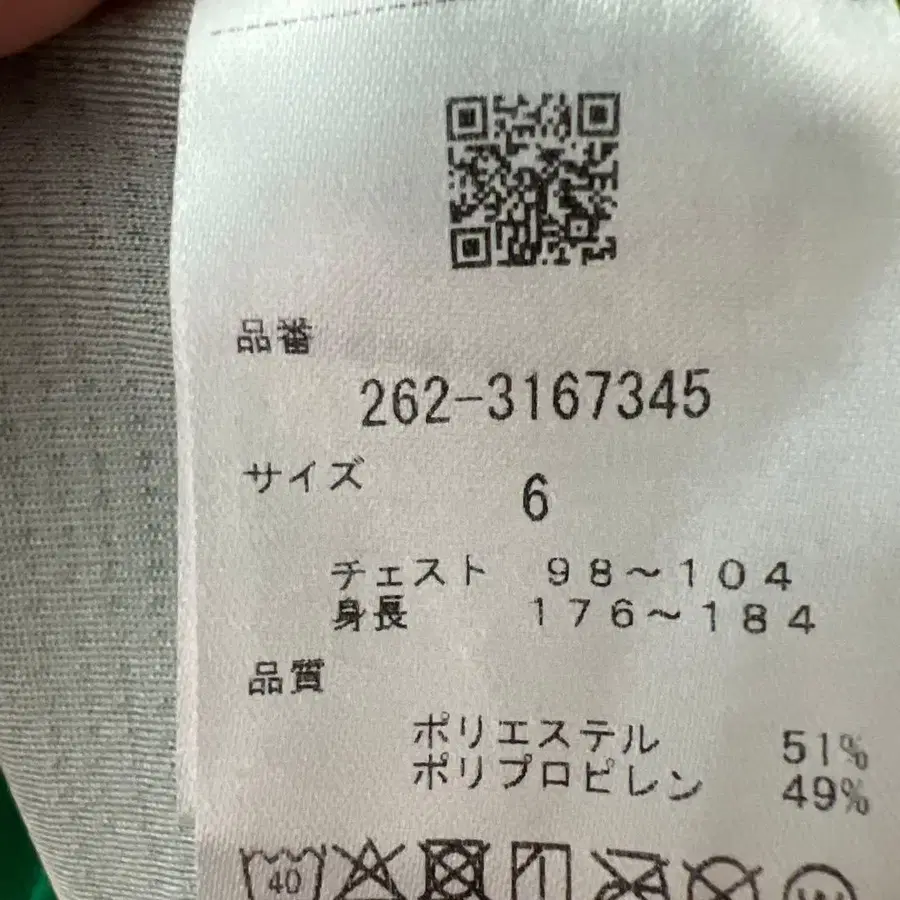 品番
262-3167345
サイズ
6
チェスト 98～104
身長 176～184
品質
ポリエステル 51%
ポリプロピレン 49%
40